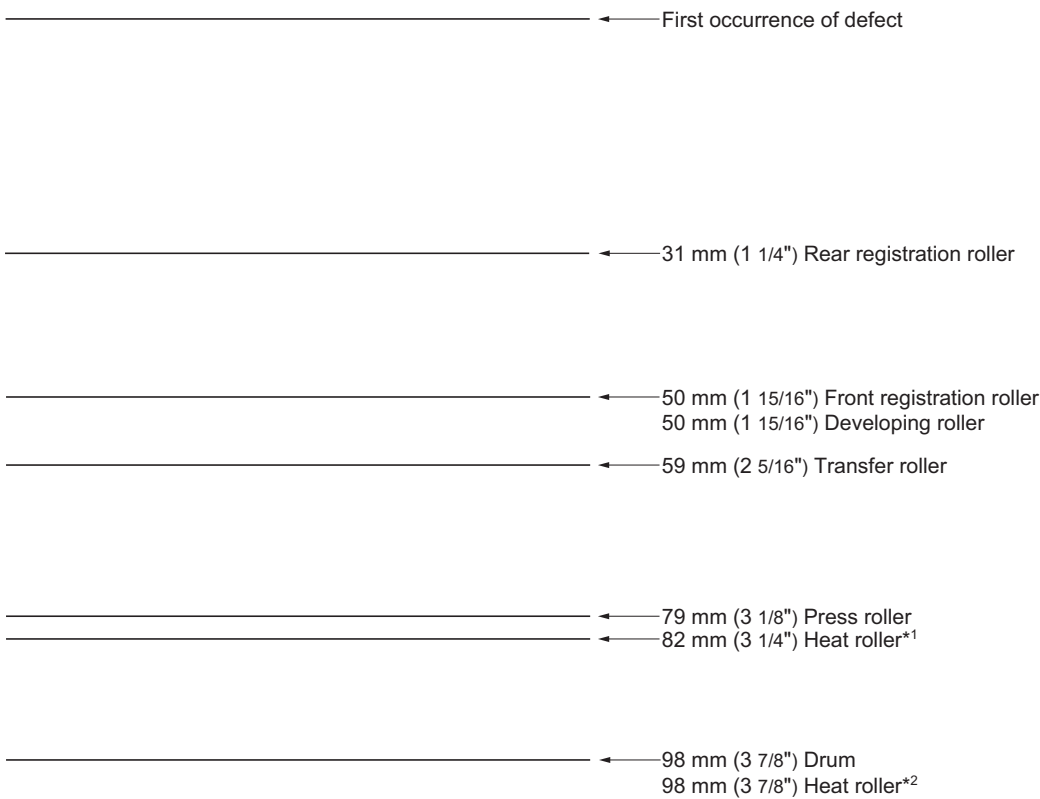 First occurrence of defect
31 mm (1 1/4") Rear registration roller
50 mm (1 15/16") Front registration roller
50 mm (1 15/16") Developing roller
59 mm (2 5/16") Transfer roller
79 mm (3 1/8") Press roller
82 mm (3 1/4") Heat roller*1
98 mm (3 7/8") Drum
98 mm (3 7/8") Heat roller*2